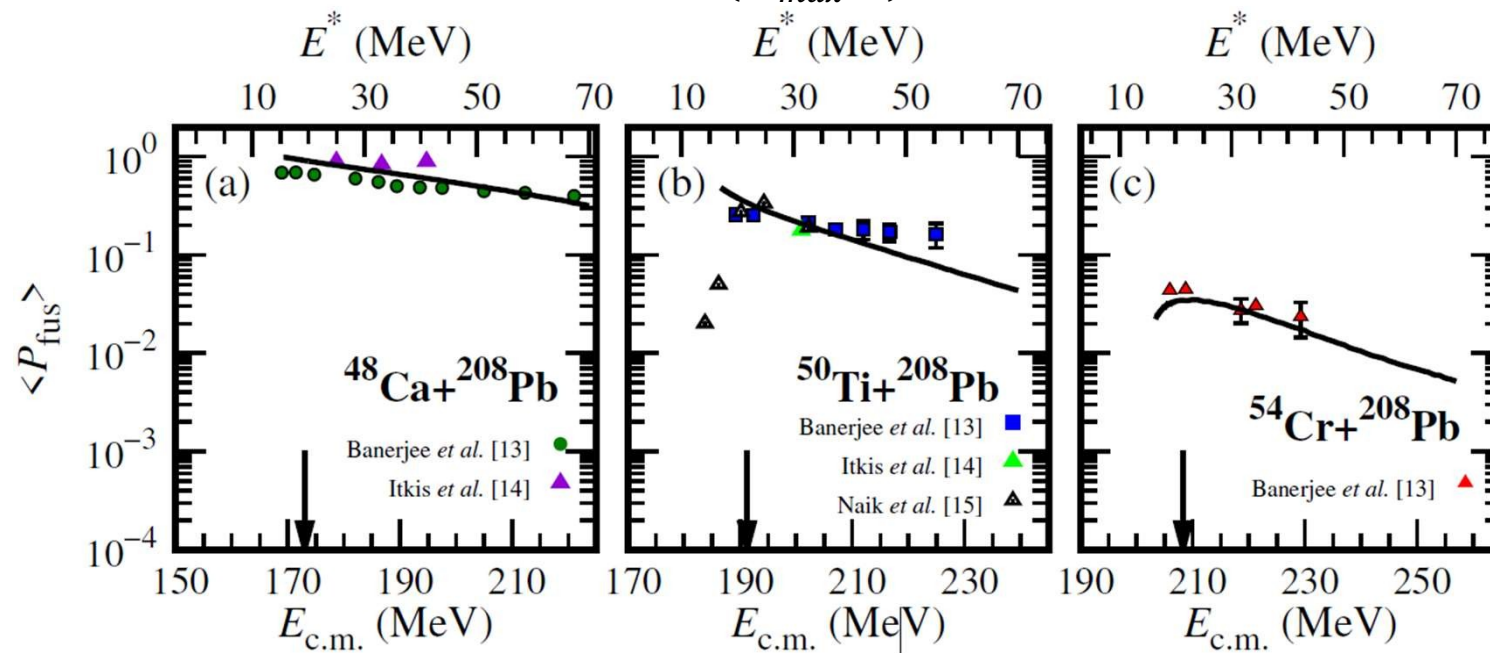 E* (MeV) E* (MeV) E* (MeV)
10 30 50 70 10 30 50 70 10 30 50 70
10⁰ (a) (b) (c)
10⁻¹
<P_fus>
10⁻²
⁴⁸Ca+²⁰⁸Pb ⁵⁰Ti+²⁰⁸Pb ⁵⁴Cr+²⁰⁸Pb
Banerjee et al. [13] Banerjee et al. [13] Banerjee et al. [13]
10⁻³
Itkis et al. [14] Itkis et al. [14]
Naik et al. [15]
10⁻⁴
150 170 190 210 170 190 210 230 190 210 230 250
E_c.m. (MeV) E_c.m. (MeV) E_c.m. (MeV)